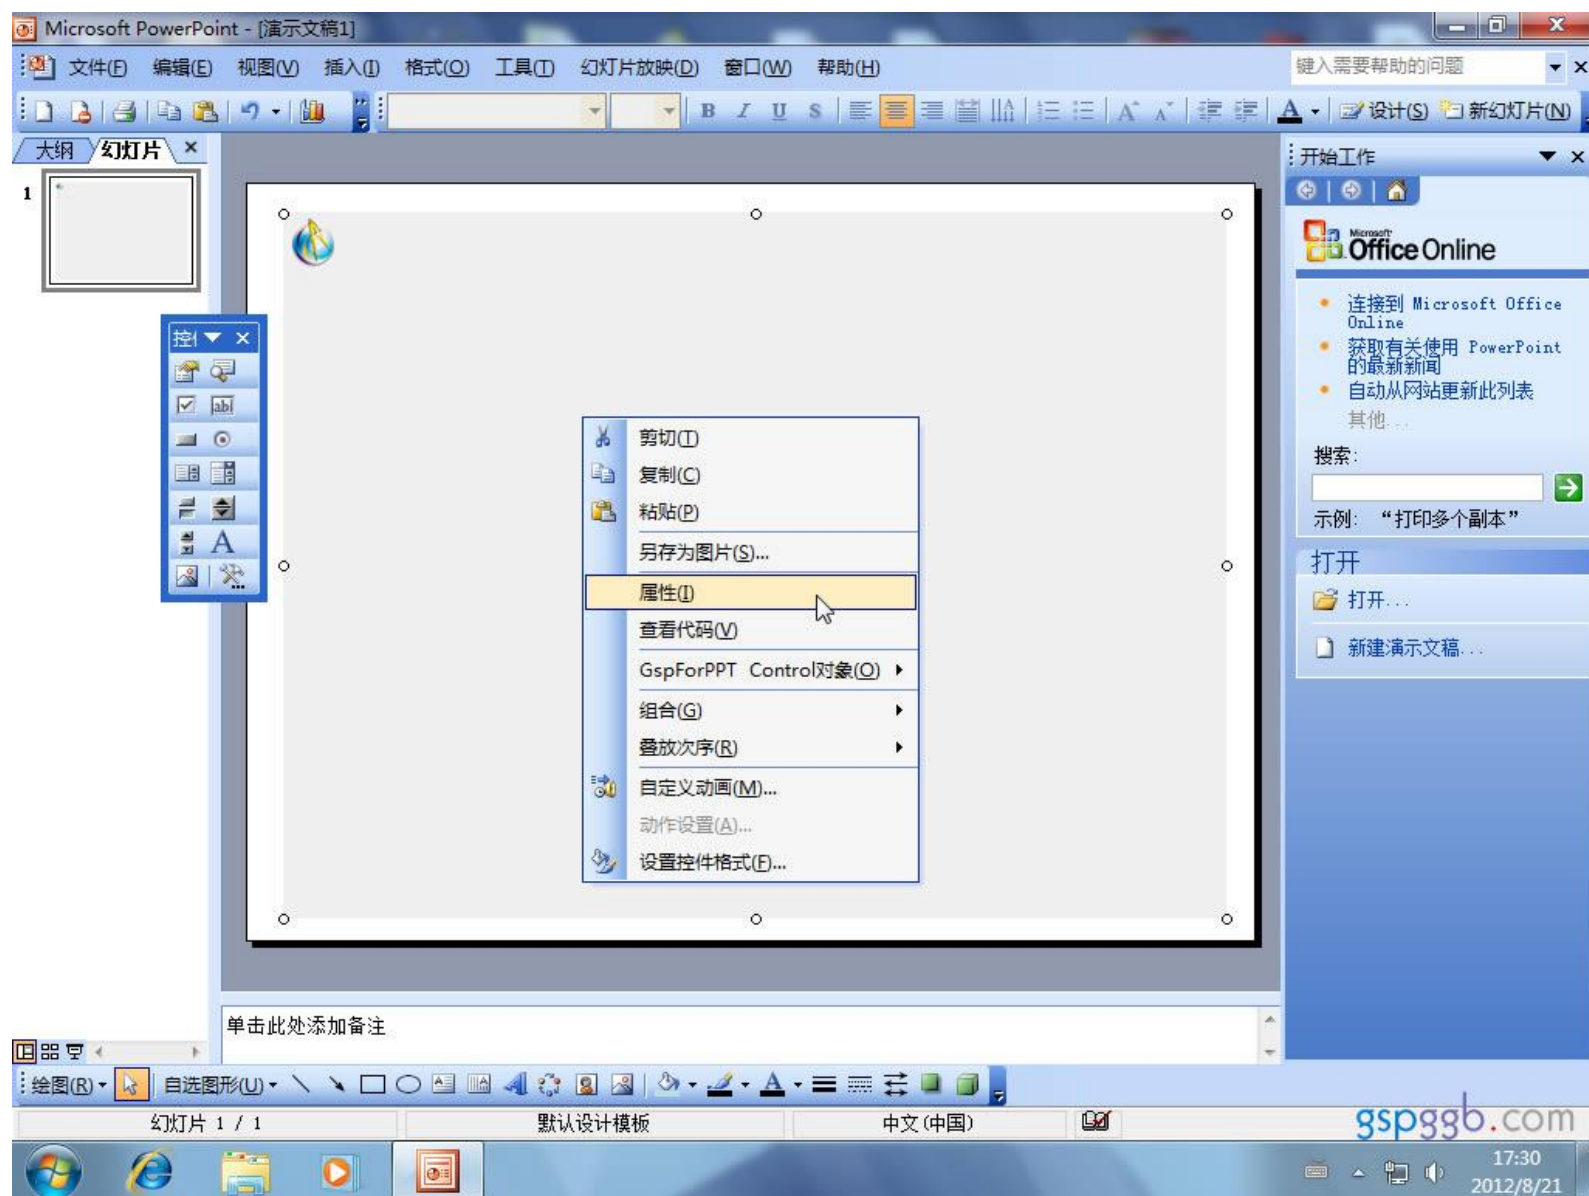 Microsoft PowerPoint - [演示文稿1]
文件(F) 编辑(E) 视图(V) 插入(I) 格式(O) 工具(T) 幻灯片放映(D) 窗口(W) 帮助(H) 键入需要帮助的问题
B I U S A A A 设计(S) 新幻灯片(N)
大纲 幻灯片
开始工作
1
Microsoft
Office Online
连接到 Microsoft Office
Online
获取有关使用 PowerPoint
的最新新闻
自动从网站更新此列表
其他...
搜索:
示例: “打印多个副本”
打开
打开...
新建演示文稿...
abl
A
剪切(T)
复制(C)
粘贴(P)
另存为图片(S)...
属性(I)
查看代码(V)
GspForPPT Control对象(O)
组合(G)
叠放次序(R)
自定义动画(M)...
动作设置(A)...
设置控件格式(F)...
单击此处添加备注
绘图(R) 自选图形(U) A
幻灯片 1 / 1 默认设计模板 中文(中国)
gspggb.com
17:30
2012/8/21